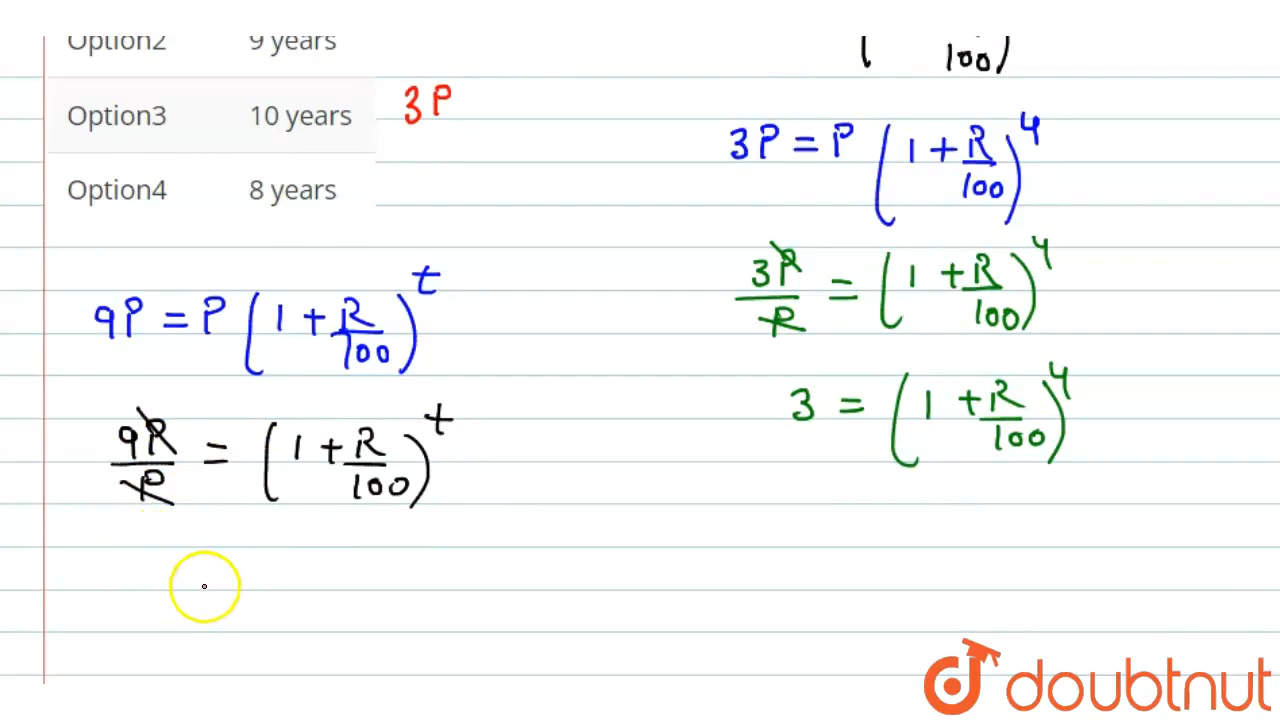 Option2 9 years
Option3 10 years
Option4 8 years
3P
9P = P (1 + R/100)^t
9P/P = (1 + R/100)^t
( 100)
3P = P (1 + R/100)^4
3P/P = (1 + R/100)^4
3 = (1 + R/100)^4
doubtnut